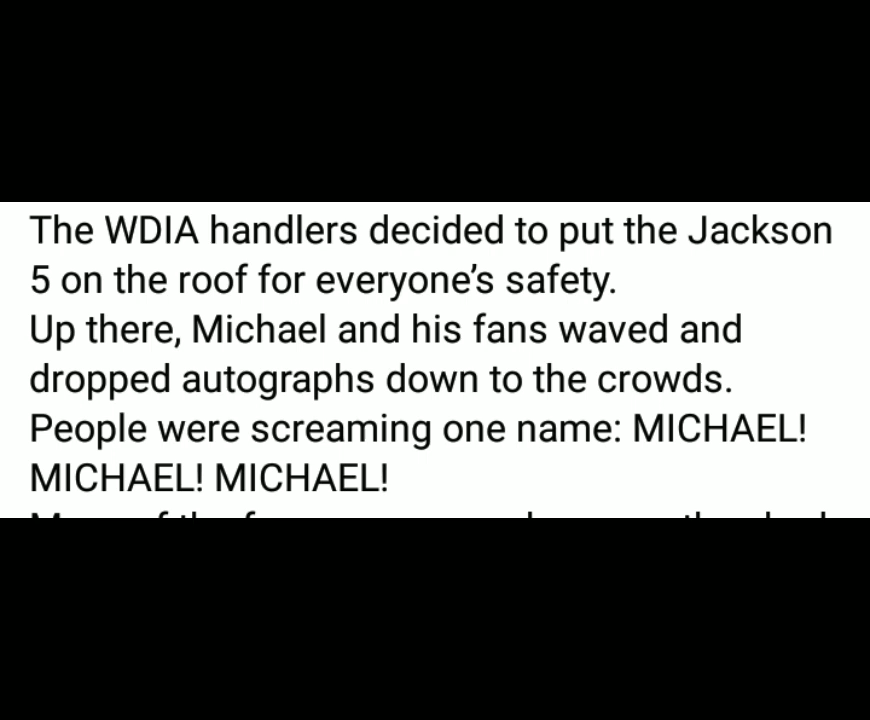 The WDIA handlers decided to put the Jackson
5 on the roof for everyone’s safety.
Up there, Michael and his fans waved and
dropped autographs down to the crowds.
People were screaming one name: MICHAEL!
MICHAEL! MICHAEL!